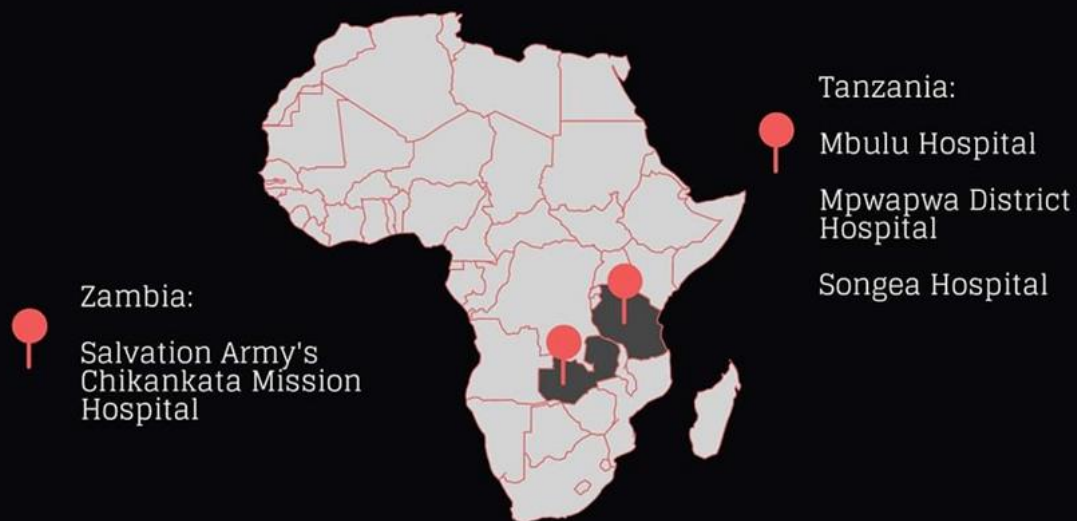 Tanzania:
Mbulu Hospital
Mpwapwa District
Hospital
Songea Hospital
Zambia:
Salvation Army's
Chikankata Mission
Hospital